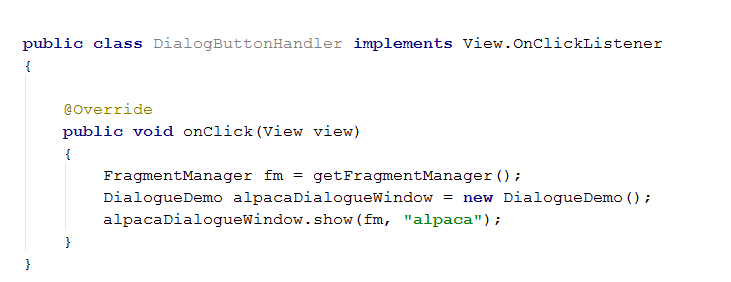 public class DialogButtonHandler implements View.OnClickListener
{
@Override
public void onClick(View view)
{
FragmentManager fm = getFragmentManager();
DialogueDemo alpacaDialogueWindow = new DialogueDemo();
alpacaDialogueWindow.show(fm, "alpaca");
}
}